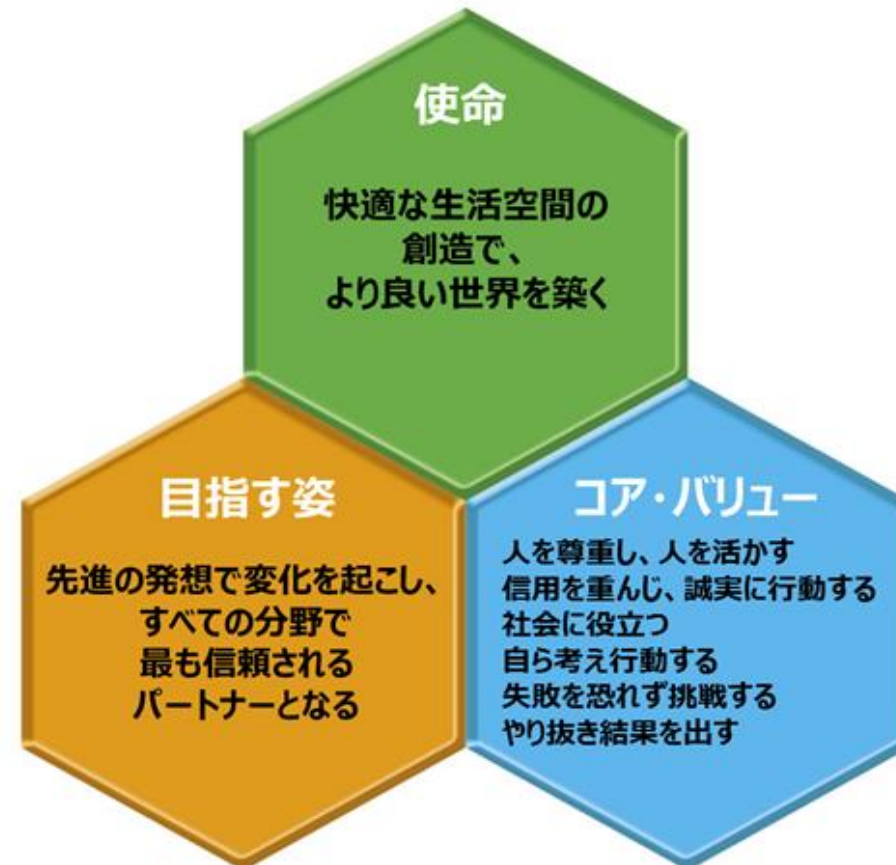 使命
快適な生活空間の
創造で、
より良い世界を築く
目指す姿
先進の発想で変化を起こし、
すべての分野で
最も信頼される
パートナーとなる
コア・バリュー
人を尊重し、人を活かす
信用を重んじ、誠実に行動する
社会に役立つ
自ら考え行動する
失敗を恐れず挑戦する
やり抜き結果を出す